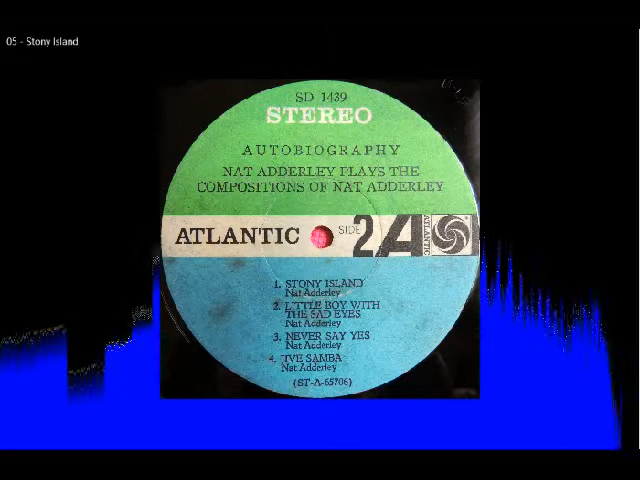 05 - Stony Island
SD 1439
STEREO
AUTOBIOGRAPHY
NAT ADDERLEY PLAYS THE
COMPOSITIONS OF NAT ADDERLEY
ATLANTIC
SIDE 2
A
ATLANTIC
1. STONY ISLAND
Nat Adderley
2. LITTLE BOY WITH
THE SAD EYES
Nat Adderley
3. NEVER SAY YES
Nat Adderley
4. 'IVE SAMBA
Nat Adderley
(ST-A-65706)